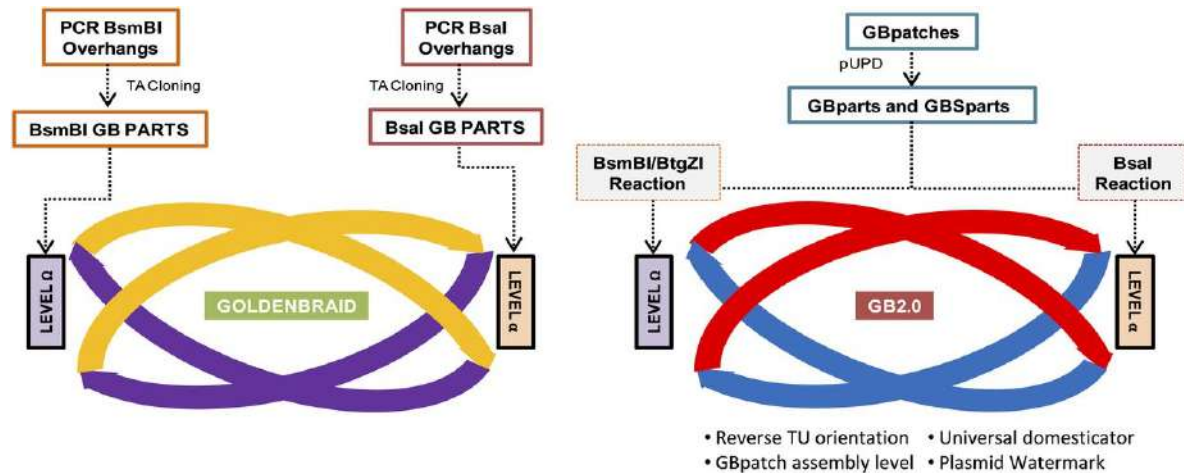 PCR BsmBI
Overhangs
TA Cloning
BsmBI GB PARTS
PCR BsaI
Overhangs
TA Cloning
BsaI GB PARTS
LEVEL Ω
GOLDENBRAID
LEVEL α
GBpatches
pUPD
GBparts and GBSparts
BsmBI/BtgZI
Reaction
BsaI
Reaction
LEVEL Ω
GB2.0
LEVEL α
• Reverse TU orientation
• GBpatch assembly level
• Universal domesticator
• Plasmid Watermark